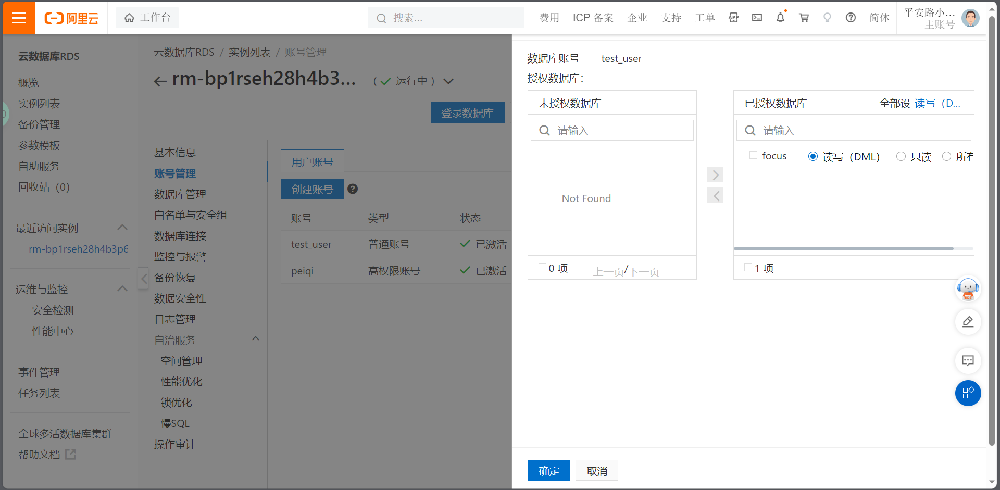 阿里云
工作台
搜索...
费用
ICP 备案
企业
支持
工单
简体
平安路小...
主账号
云数据库RDS
概览
实例列表
备份管理
参数模板
自助服务
回收站（0）
最近访问实例
rm-bp1rseh28h4b3p6
运维与监控
安全检测
性能中心
事件管理
任务列表
全球多活数据库集群
帮助文档
云数据库RDS / 实例列表 / 账号管理
rm-bp1rseh28h4b3... （ 运行中 ）
登录数据库
基本信息
账号管理
数据库管理
白名单与安全组
数据库连接
监控与报警
备份恢复
数据安全性
日志管理
自治服务
空间管理
性能优化
锁优化
慢SQL
操作审计
用户账号
创建账号 ?
账号 类型 状态
test_user 普通账号 已激活
peiqi 高权限账号 已激活
数据库账号 test_user
授权数据库：
未授权数据库
请输入
Not Found
0 项 上一页/下一页
已授权数据库 全部设 读写（D...
请输入
focus 读写（DML） 只读 所有
1 项
RDS
确定 取消